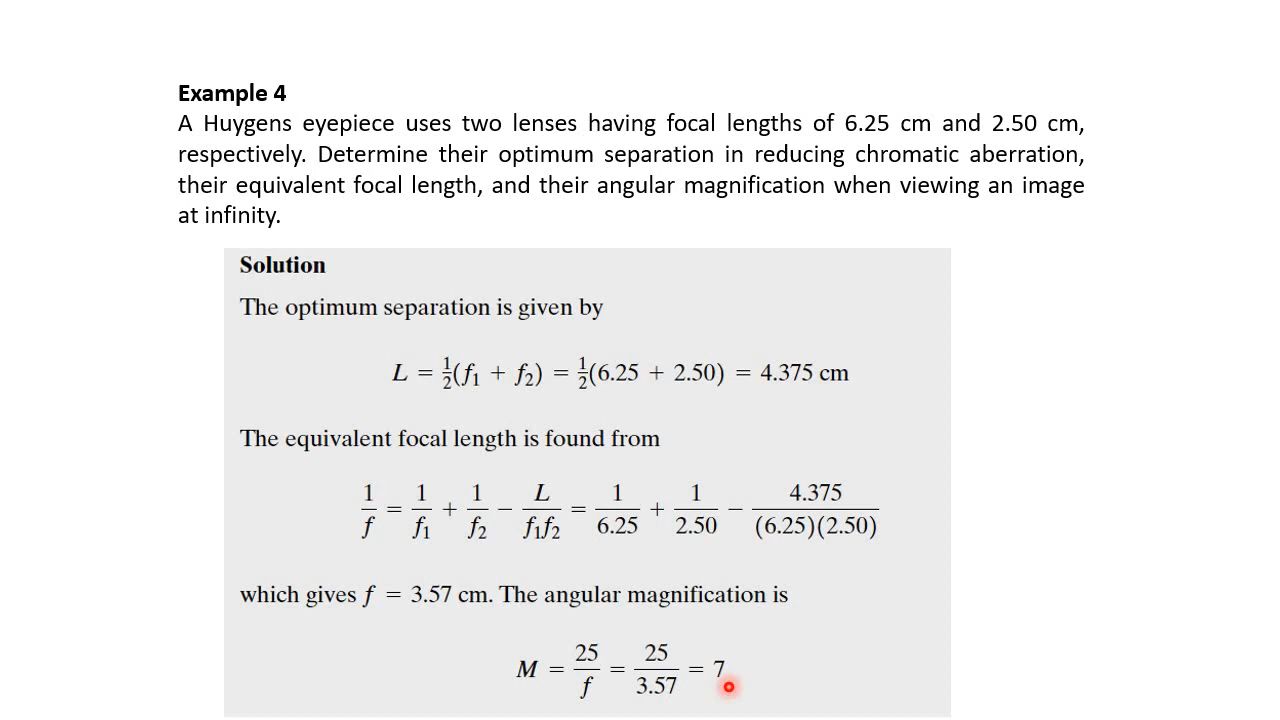 Example 4
A Huygens eyepiece uses two lenses having focal lengths of 6.25 cm and 2.50 cm,
respectively. Determine their optimum separation in reducing chromatic aberration,
their equivalent focal length, and their angular magnification when viewing an image
at infinity.
Solution
The optimum separation is given by
L = ½(f₁ + f₂) = ½(6.25 + 2.50) = 4.375 cm
The equivalent focal length is found from
1/f = 1/f₁ + 1/f₂ − L/f₁f₂ = 1/6.25 + 1/2.50 − 4.375/(6.25)(2.50)
which gives f = 3.57 cm. The angular magnification is
M = 25/f = 25/3.57 = 7